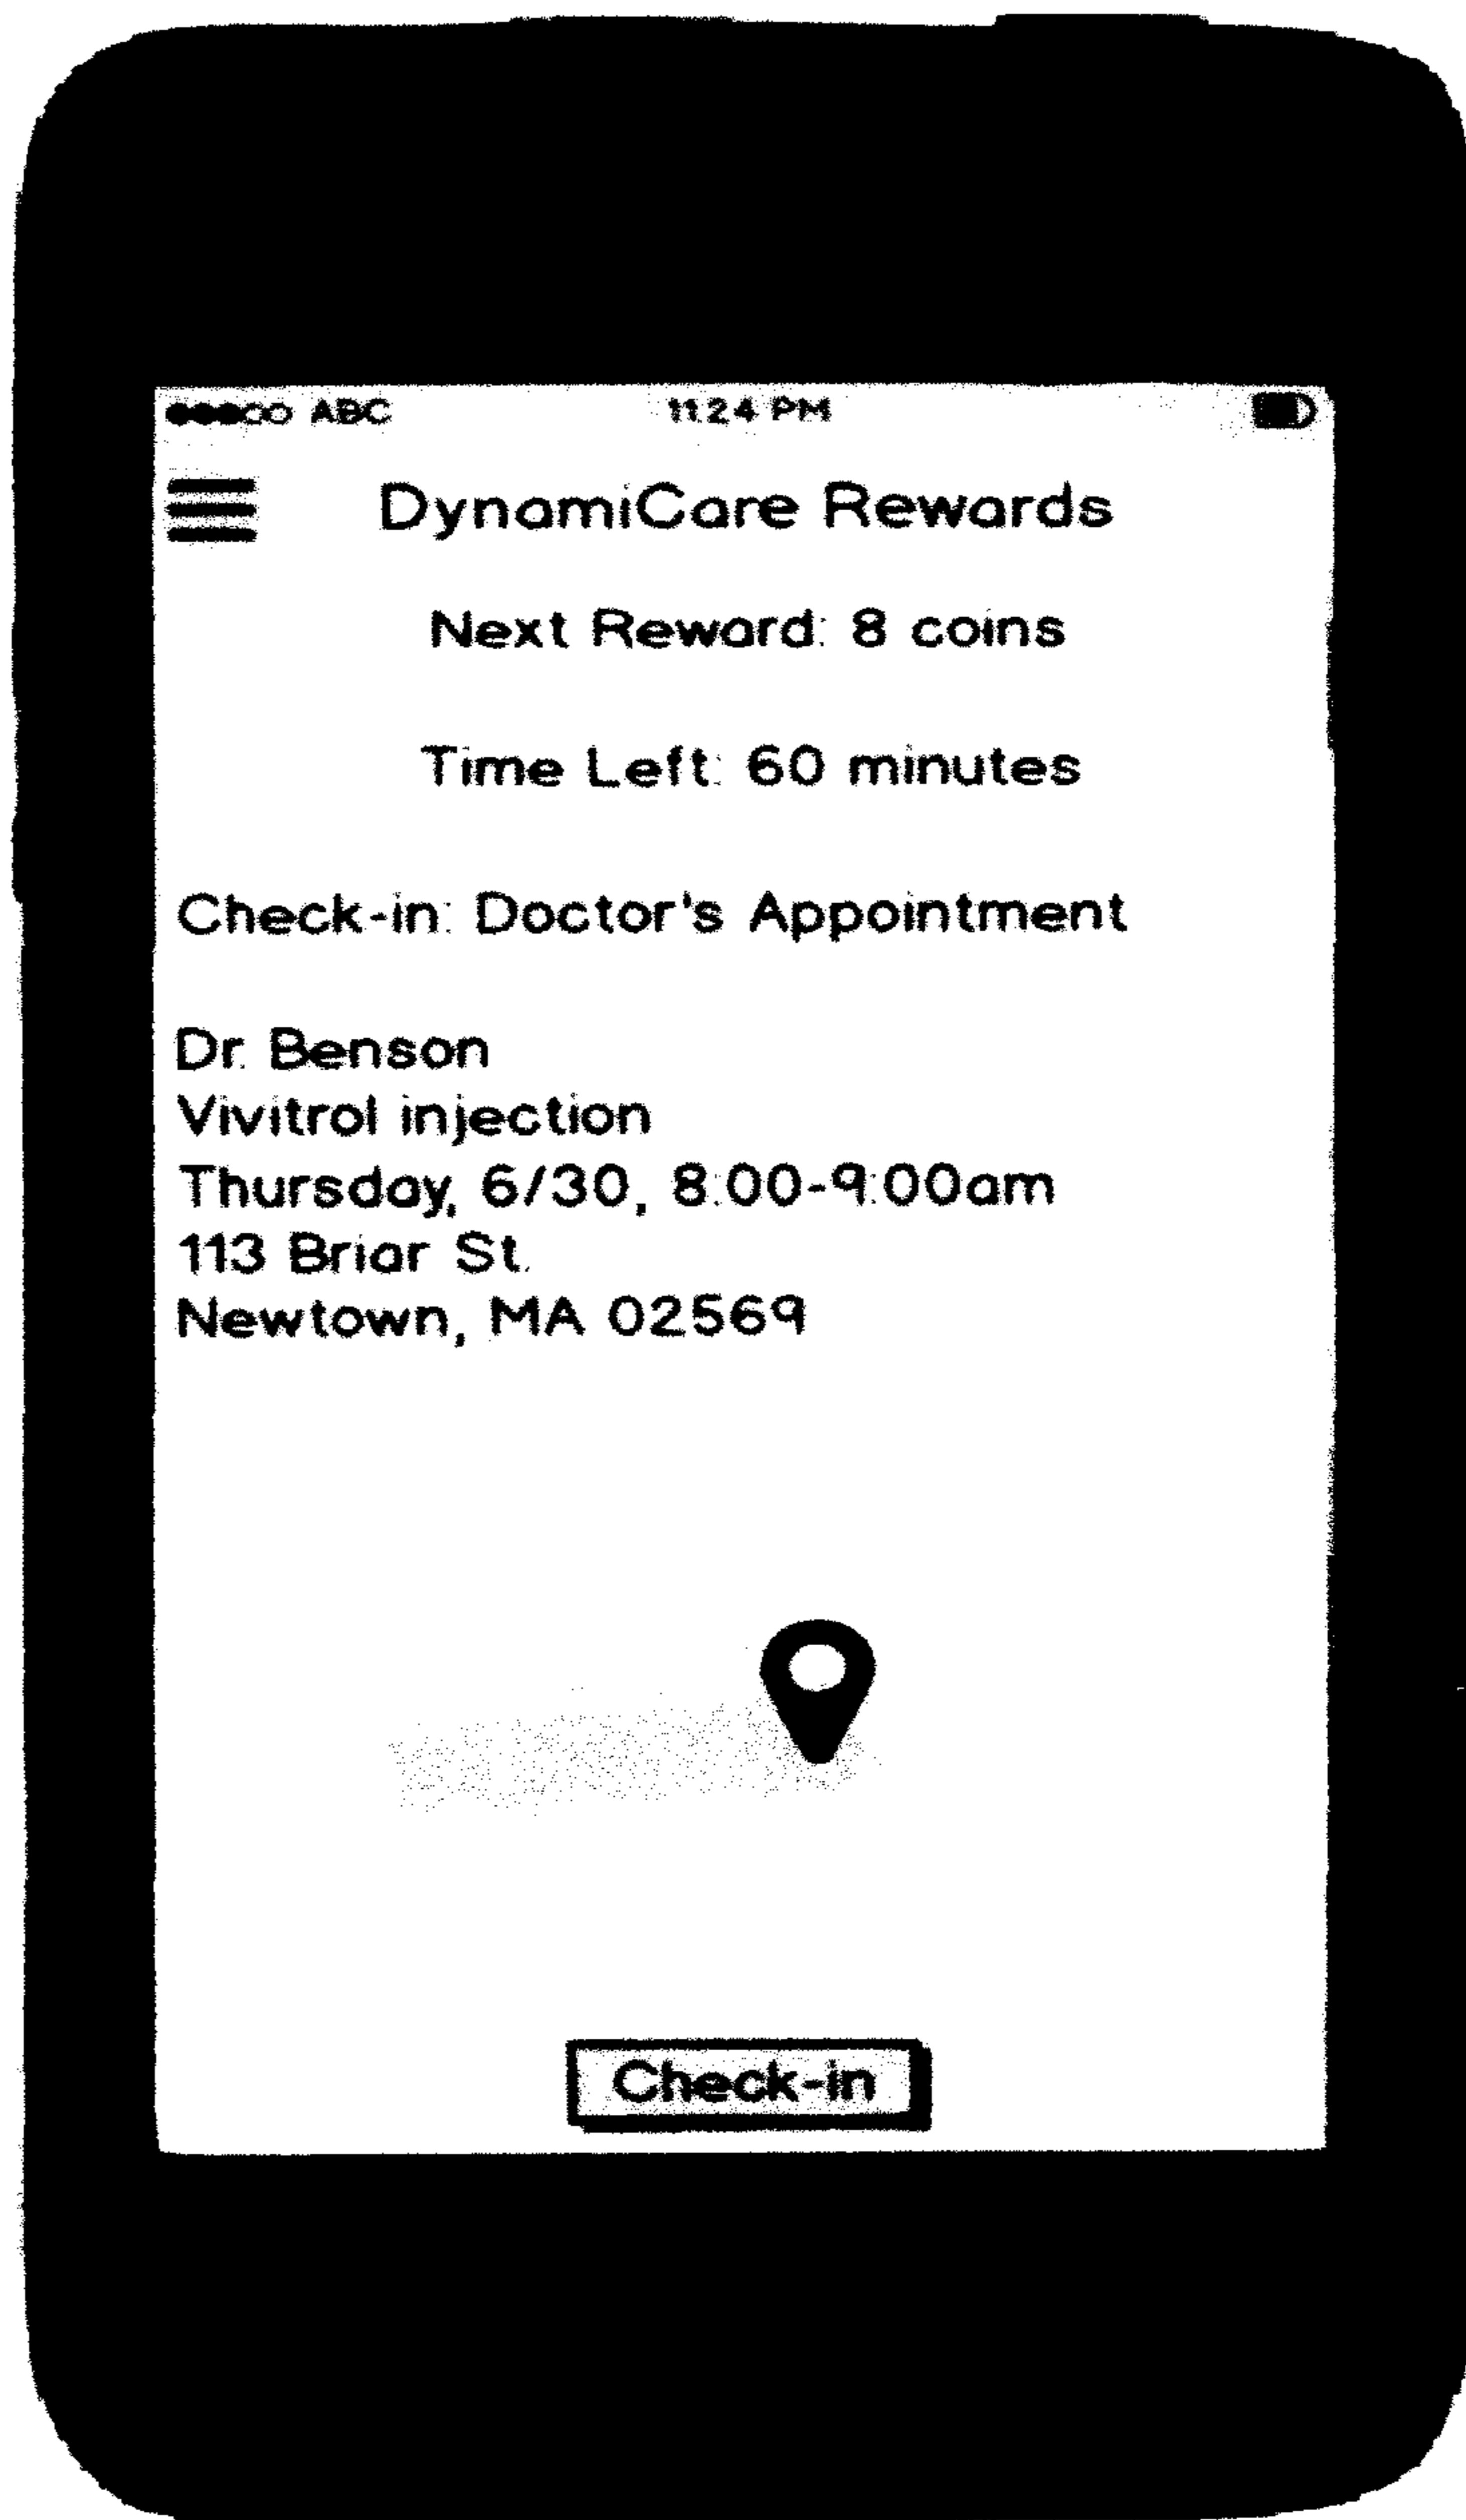 ABC 11:24 PM
DynamiCare Rewards
Next Reward: 8 coins
Time Left: 60 minutes
Check-in: Doctor's Appointment
Dr. Benson
Vivitrol injection
Thursday, 6/30, 8:00-9:00am
113 Briar St.
Newtown, MA 02569
Check-in